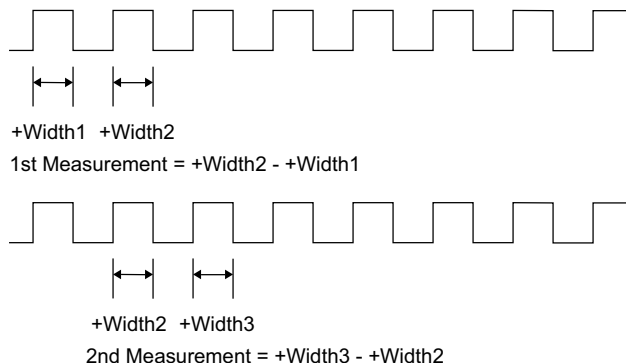 +Width1 +Width2
1st Measurement = +Width2 - +Width1
+Width2 +Width3
2nd Measurement = +Width3 - +Width2